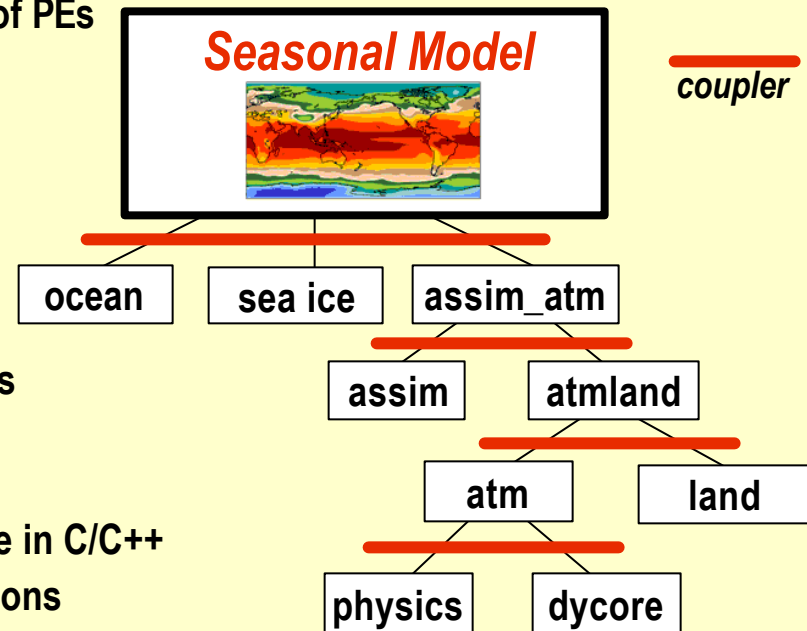 of PEs
Seasonal Model
coupler
ocean
sea ice
assim_atm
s
assim
atmland
atm
land
e in C/C++
ons
physics
dycore